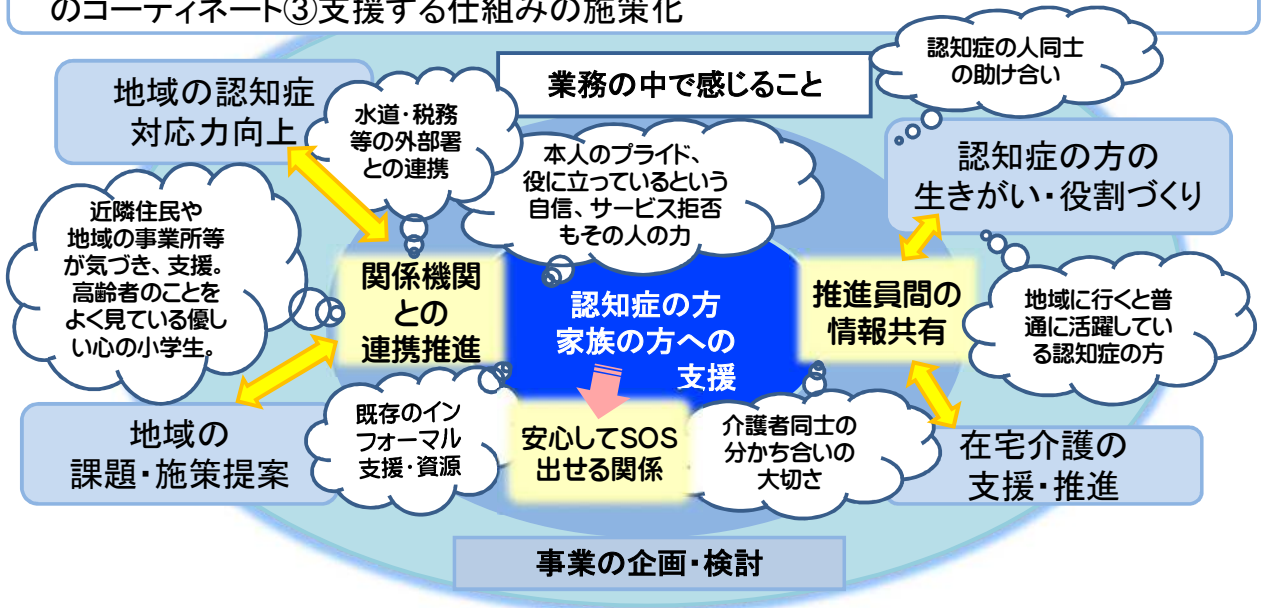 のコーディネート③支援する仕組みの施策化
認知症の人同士
の助け合い
業務の中で感じること
地域の認知症
対応力向上
水道・税務
等の外部署
との連携
本人のプライド、
役に立っているという
自信、サービス拒否
もその人の力
認知症の方の
生きがい・役割づくり
近隣住民や
地域の事業所等
が気づき、支援。
高齢者のことを
よく見ている優し
い心の小学生。
関係機関
との
連携推進
認知症の方
家族の方への
支援
推進員間の
情報共有
地域に行くと普
通に活躍してい
る認知症の方
地域の
課題・施策提案
既存のイン
フォーマル
支援・資源
安心してSOS
出せる関係
介護者同士の
分かち合いの
大切さ
在宅介護の
支援・推進
事業の企画・検討